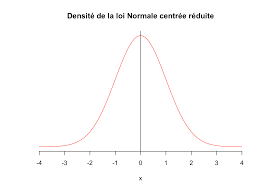 Densité de la loi Normale centrée réduite
-4 -3 -2 -1 0 1 2 3 4
x